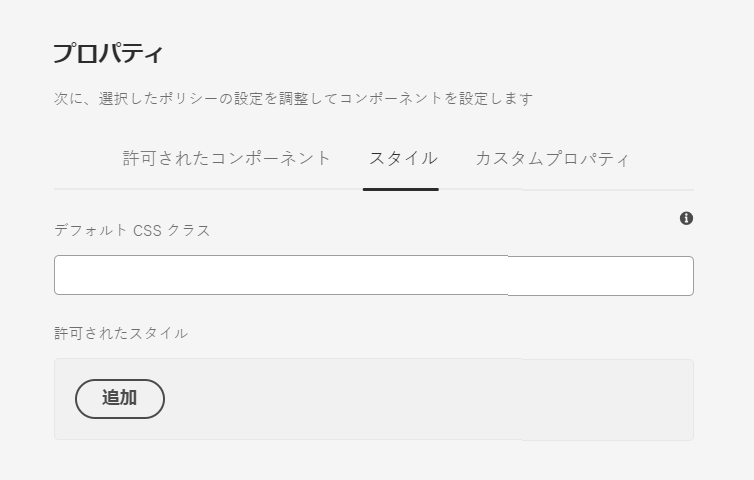 プロパティ
次に、選択したポリシーの設定を調整してコンポーネントを設定します
許可されたコンポーネント スタイル カスタムプロパティ
デフォルト CSS クラス
許可されたスタイル
追加